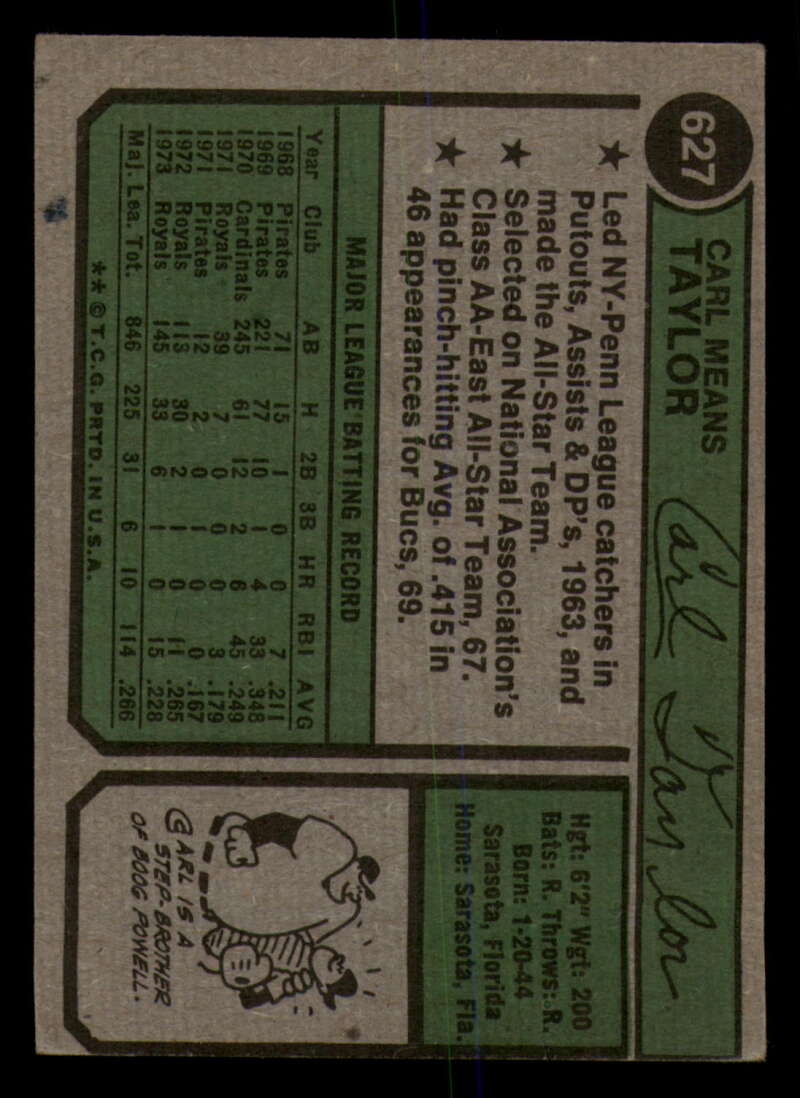 627
CARL MEANS
TAYLOR
Carl Taylor
★ Led NY-Penn League catchers in
Putouts, Assists & DP's, 1963, and
made the All-Star Team.
★ Selected on National Association's
Class AA-East All-Star Team, 67.
★ Had pinch-hitting Avg. of .415 in
46 appearances for Bucs, 69.
MAJOR LEAGUE BATTING RECORD
Year Club AB H 2B 3B HR RBI AVG
1968 Pirates 71 15 1 0 0 7 .211
1969 Pirates 221 77 10 1 4 33 .348
1970 Cardinals 245 61 12 2 6 45 .249
1971 Royals 39 7 0 0 0 3 .179
1971 Pirates 12 2 0 1 0 0 .167
1972 Royals 113 30 2 1 0 11 .265
1973 Royals 145 33 6 1 0 15 .228
Maj. Lea. Tot. 846 225 31 6 10 114 .266
**©T.C.G. PRTD. IN U.S.A.
Hgt: 6'2" Wgt: 200
Bats: R. Throws: R.
Born: 1-20-44
Sarasota, Florida
Home: Sarasota, Fla.
CARL IS A
STEP-BROTHER
OF BOOG POWELL.